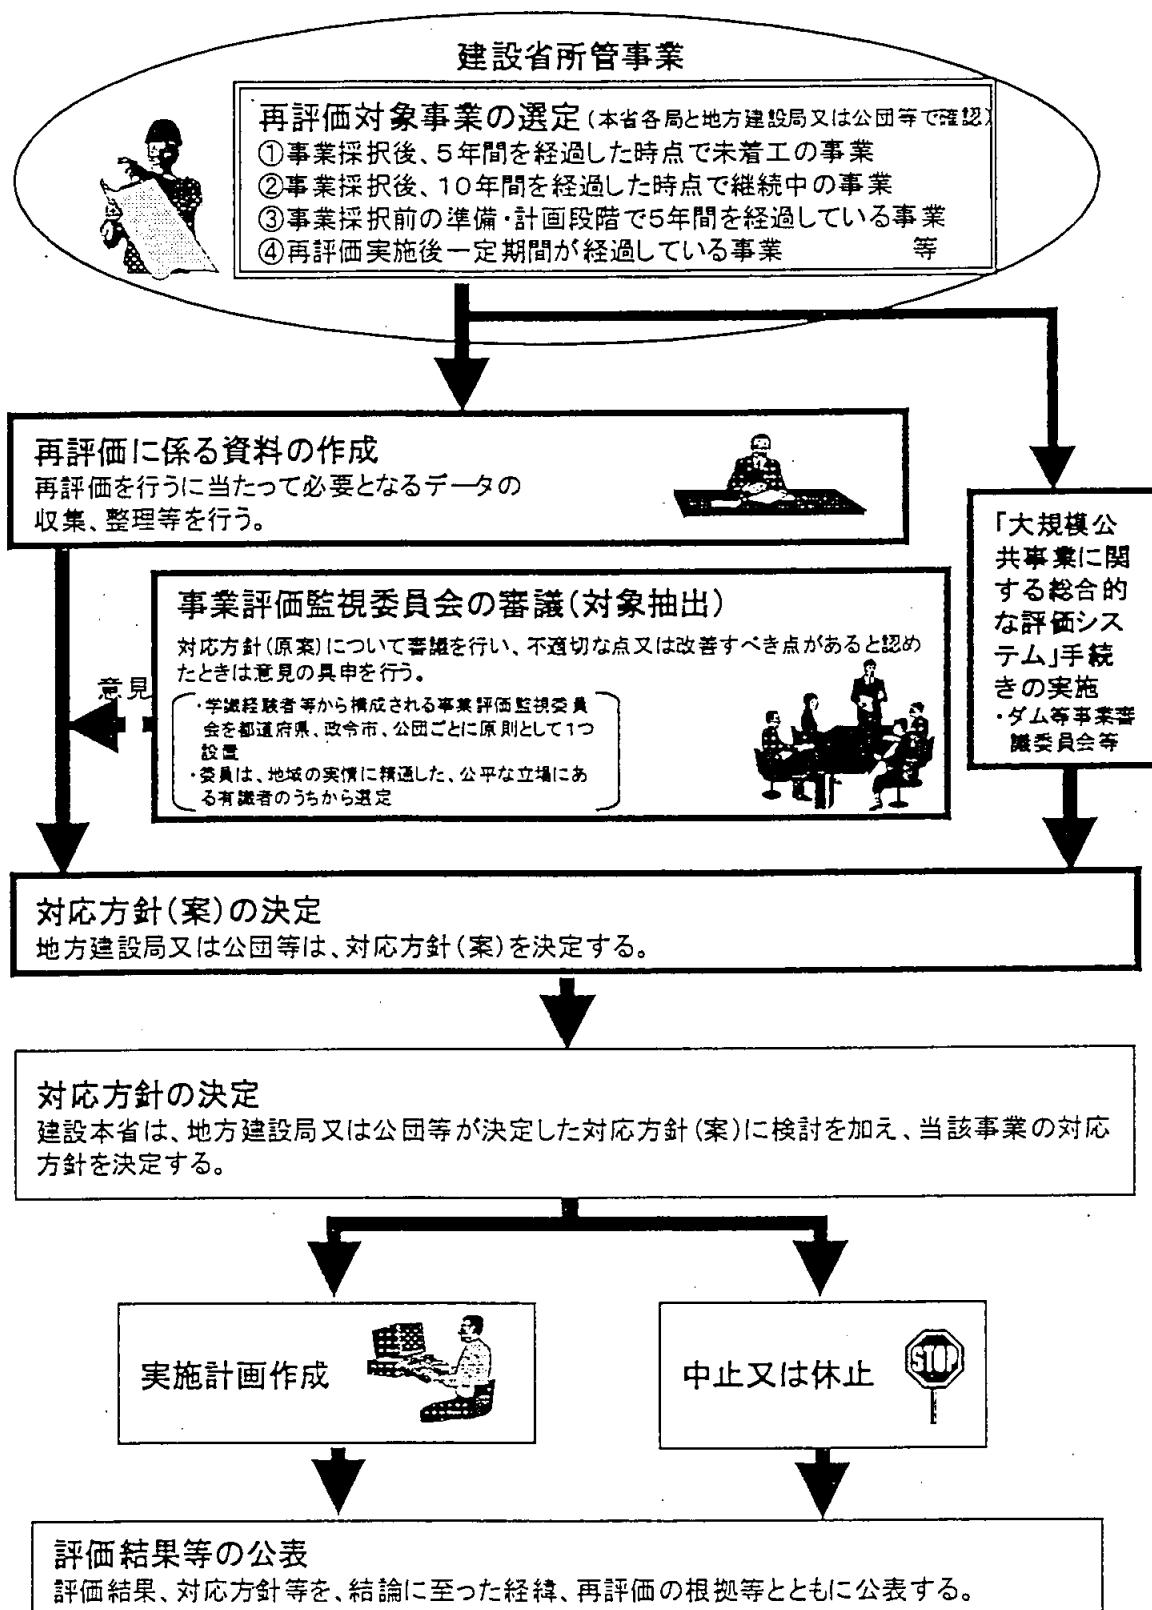 建設省所管事業
再評価対象事業の選定(本省各局と地方建設局又は公団等で確認)
①事業採択後、5年間を経過した時点で未着工の事業
②事業採択後、10年間を経過した時点で継続中の事業
③事業採択前の準備・計画段階で5年間を経過している事業
④再評価実施後一定期間が経過している事業 等
再評価に係る資料の作成
再評価を行うに当たって必要となるデータの
収集、整理等を行う。
「大規模公
共事業に関
する総合的
な評価シス
テム」手続
きの実施
・ダム等事業審
議委員会等
事業評価監視委員会の審議(対象抽出)
対応方針(原案)について審議を行い、不適切な点又は改善すべき点があると認め
たときは意見の具申を行う。
意見
・学識経験者等から構成される事業評価監視委員
会を都道府県、政令市、公団ごとに原則として1つ
設置
・委員は、地域の実情に精通した、公平な立場にあ
る有識者のうちから選定
対応方針(案)の決定
地方建設局又は公団等は、対応方針(案)を決定する。
対応方針の決定
建設本省は、地方建設局又は公団等が決定した対応方針(案)に検討を加え、当該事業の対応
方針を決定する。
実施計画作成
中止又は休止
STOP
評価結果等の公表
評価結果、対応方針等を、結論に至った経緯、再評価の根拠等とともに公表する。